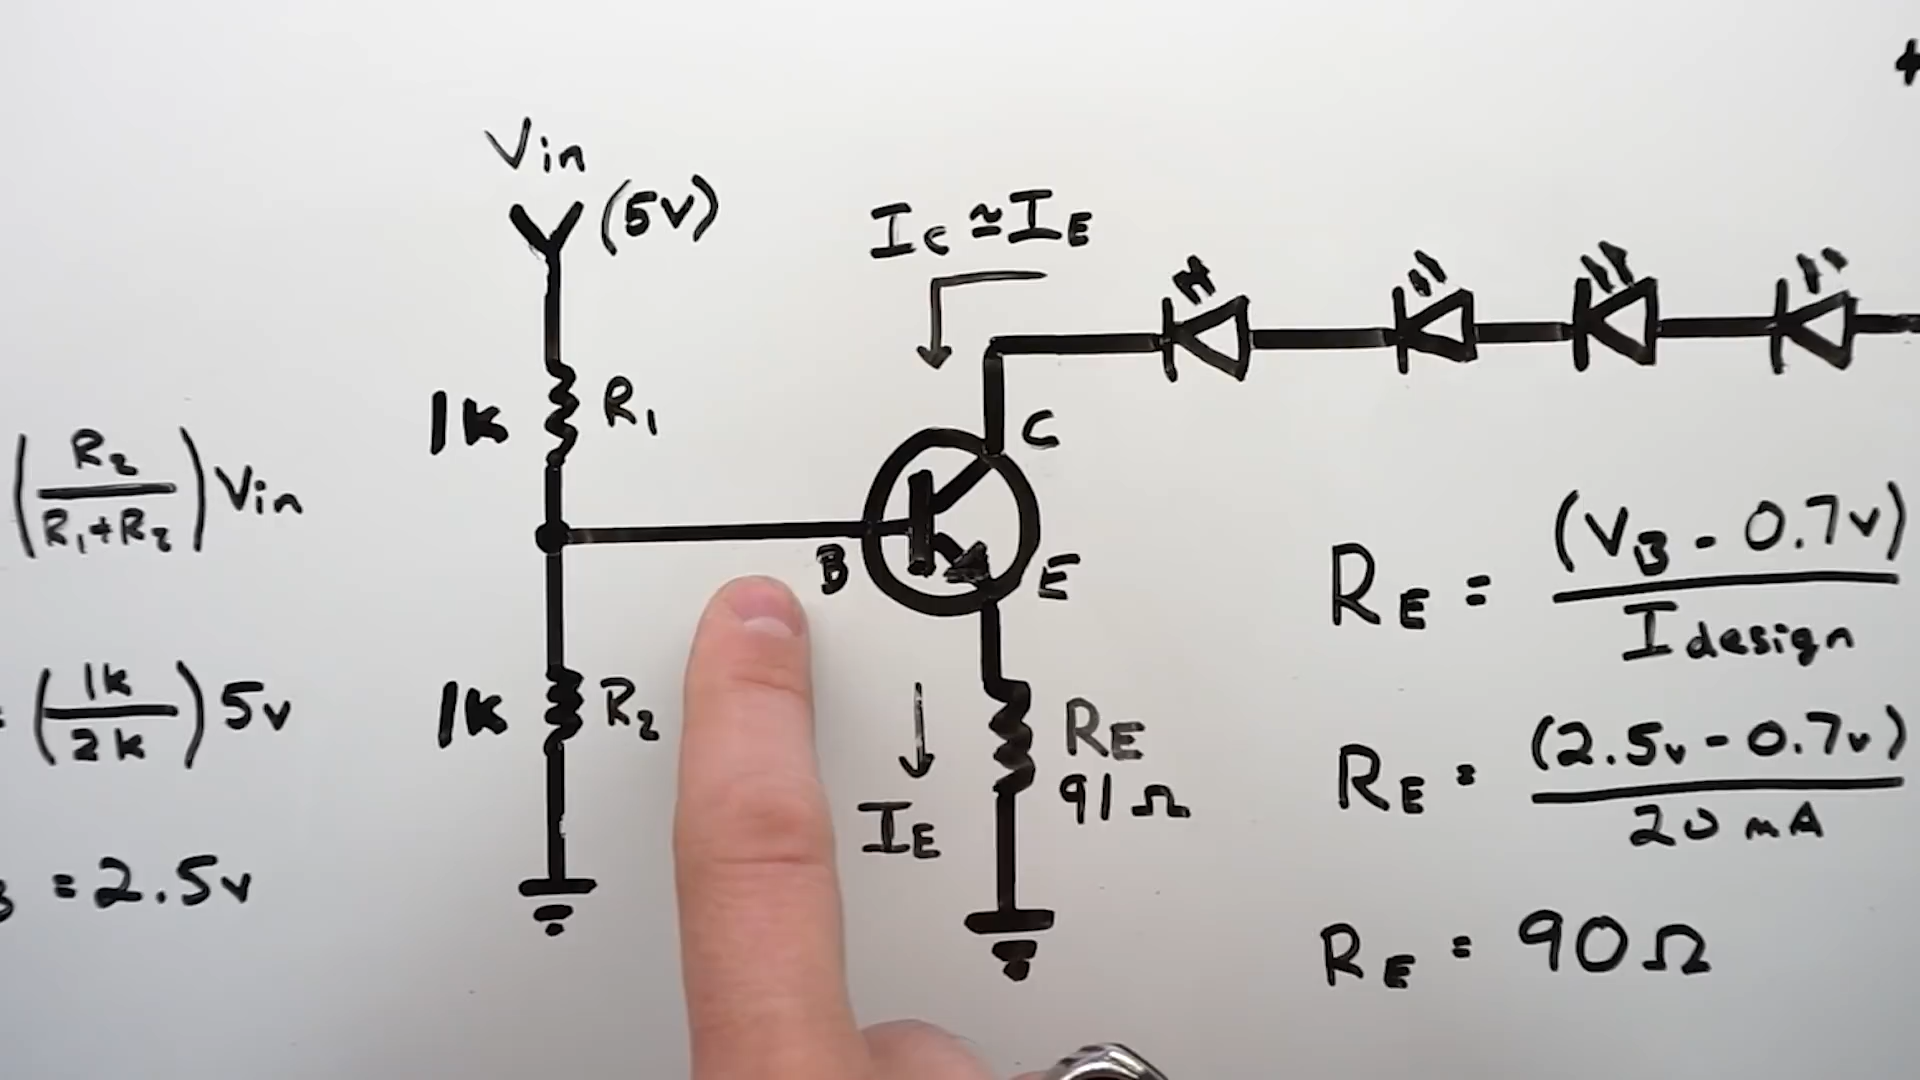 Vin
(5v)
Ic ≃ IE
1k R1
C
(R2 / R1+R2) Vin
B
E
RE = (VB - 0.7v) / I design
= (1k / 2k) 5v
1k R2
RE
91Ω
IE
RE = (2.5v - 0.7v) / 20 mA
B = 2.5v
RE = 90Ω